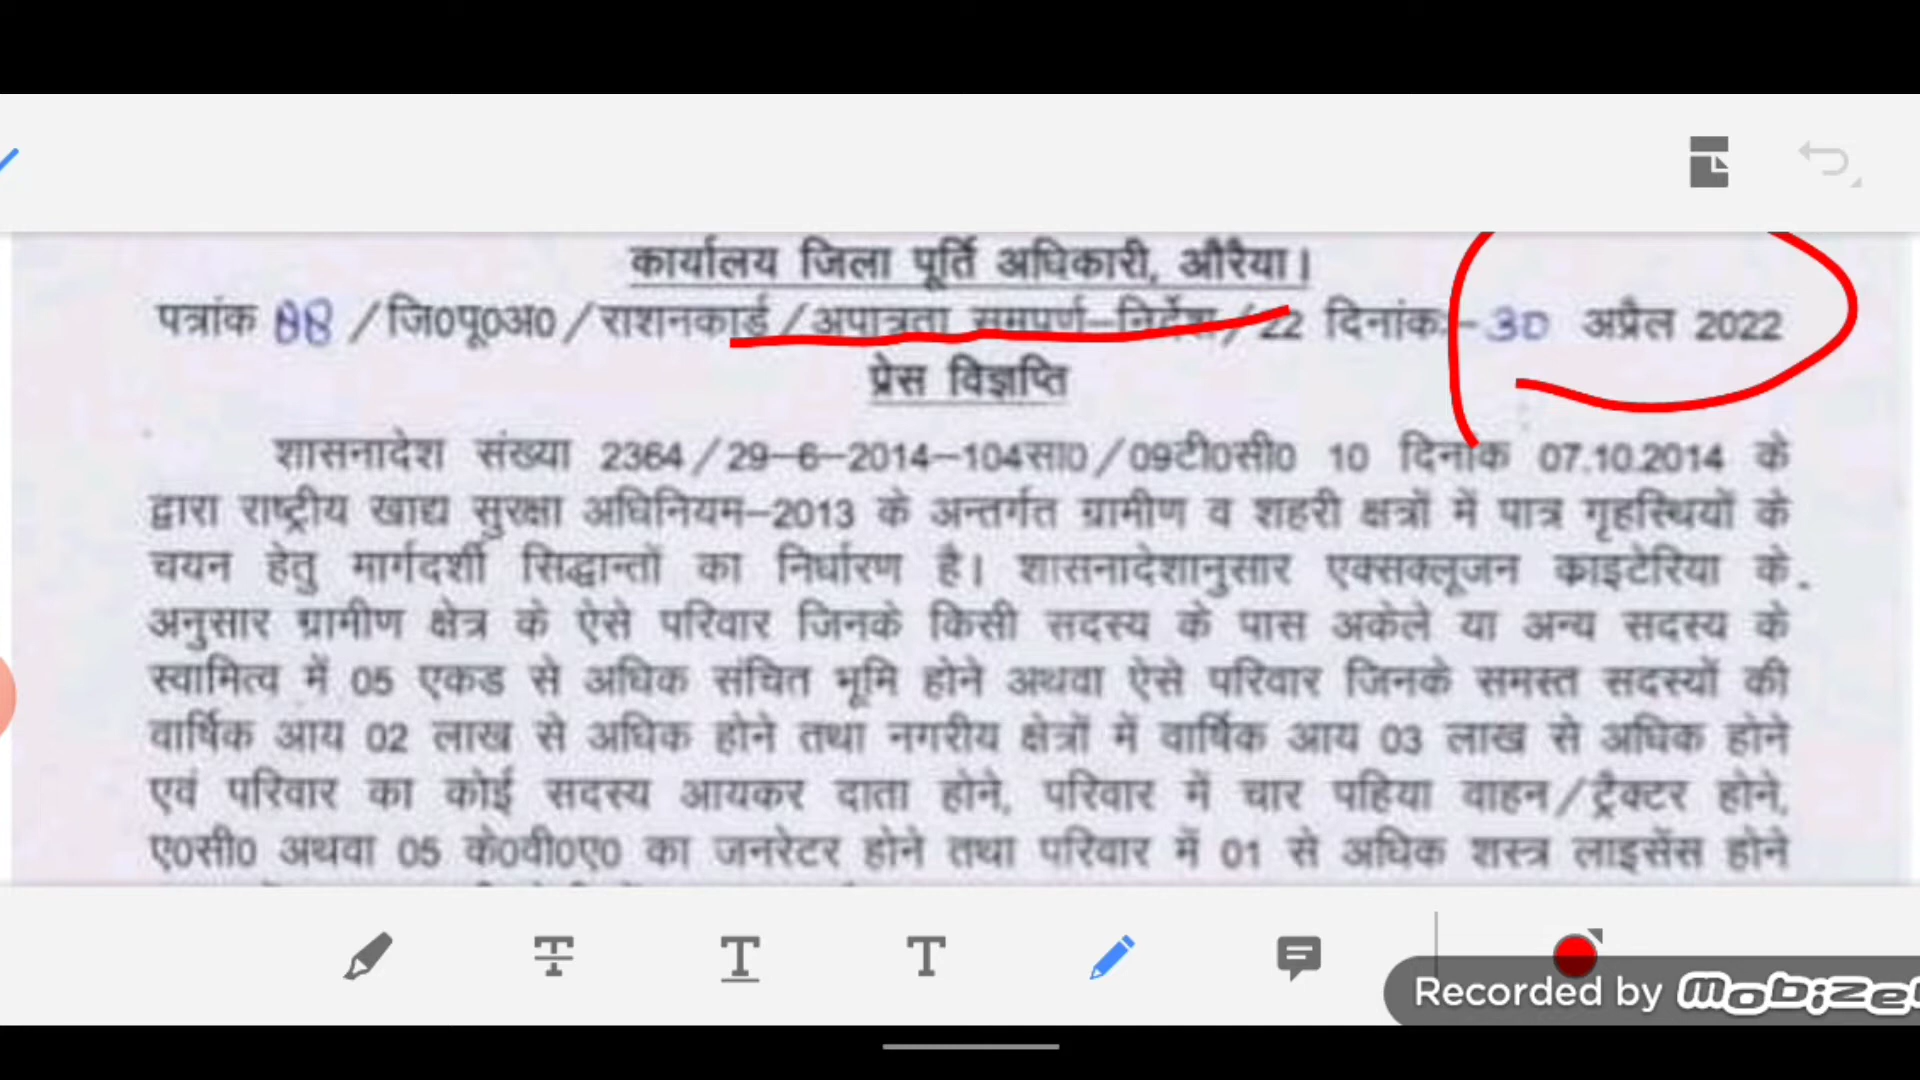 कार्यालय जिला पूर्ति अधिकारी, औरैया।
पत्रांक 88 /जि0पू0अ0/राशनकार्ड/अपात्रता समपर्ण-निर्देश/22 दिनांक:-30 अप्रैल 2022
प्रेस विज्ञप्ति
शासनादेश संख्या 2364/29-6-2014-104सा0/09टी0सी0 10 दिनांक 07.10.2014 के
द्वारा राष्ट्रीय खाद्य सुरक्षा अधिनियम-2013 के अन्तर्गत ग्रामीण व शहरी क्षत्रों में पात्र गृहस्थियों के
चयन हेतु मार्गदर्शी सिद्धान्तों का निर्धारण है। शासनादेशानुसार एक्सक्लूजन काइटेरिया के
अनुसार ग्रामीण क्षेत्र के ऐसे परिवार जिनके किसी सदस्य के पास अकेले या अन्य सदस्य के
स्वामित्व में 05 एकड से अधिक संचित भूमि होने अथवा ऐसे परिवार जिनके समस्त सदस्यों की
वार्षिक आय 02 लाख से अधिक होने तथा नगरीय क्षेत्रों में वार्षिक आय 03 लाख से अधिक होने
एवं परिवार का कोई सदस्य आयकर दाता होने, परिवार में चार पहिया वाहन/ट्रैक्टर होने,
ए0सी0 अथवा 05 के0वी0ए0 का जनरेटर होने तथा परिवार में 01 से अधिक शस्त्र लाइसेंस होने
Recorded by mobizen